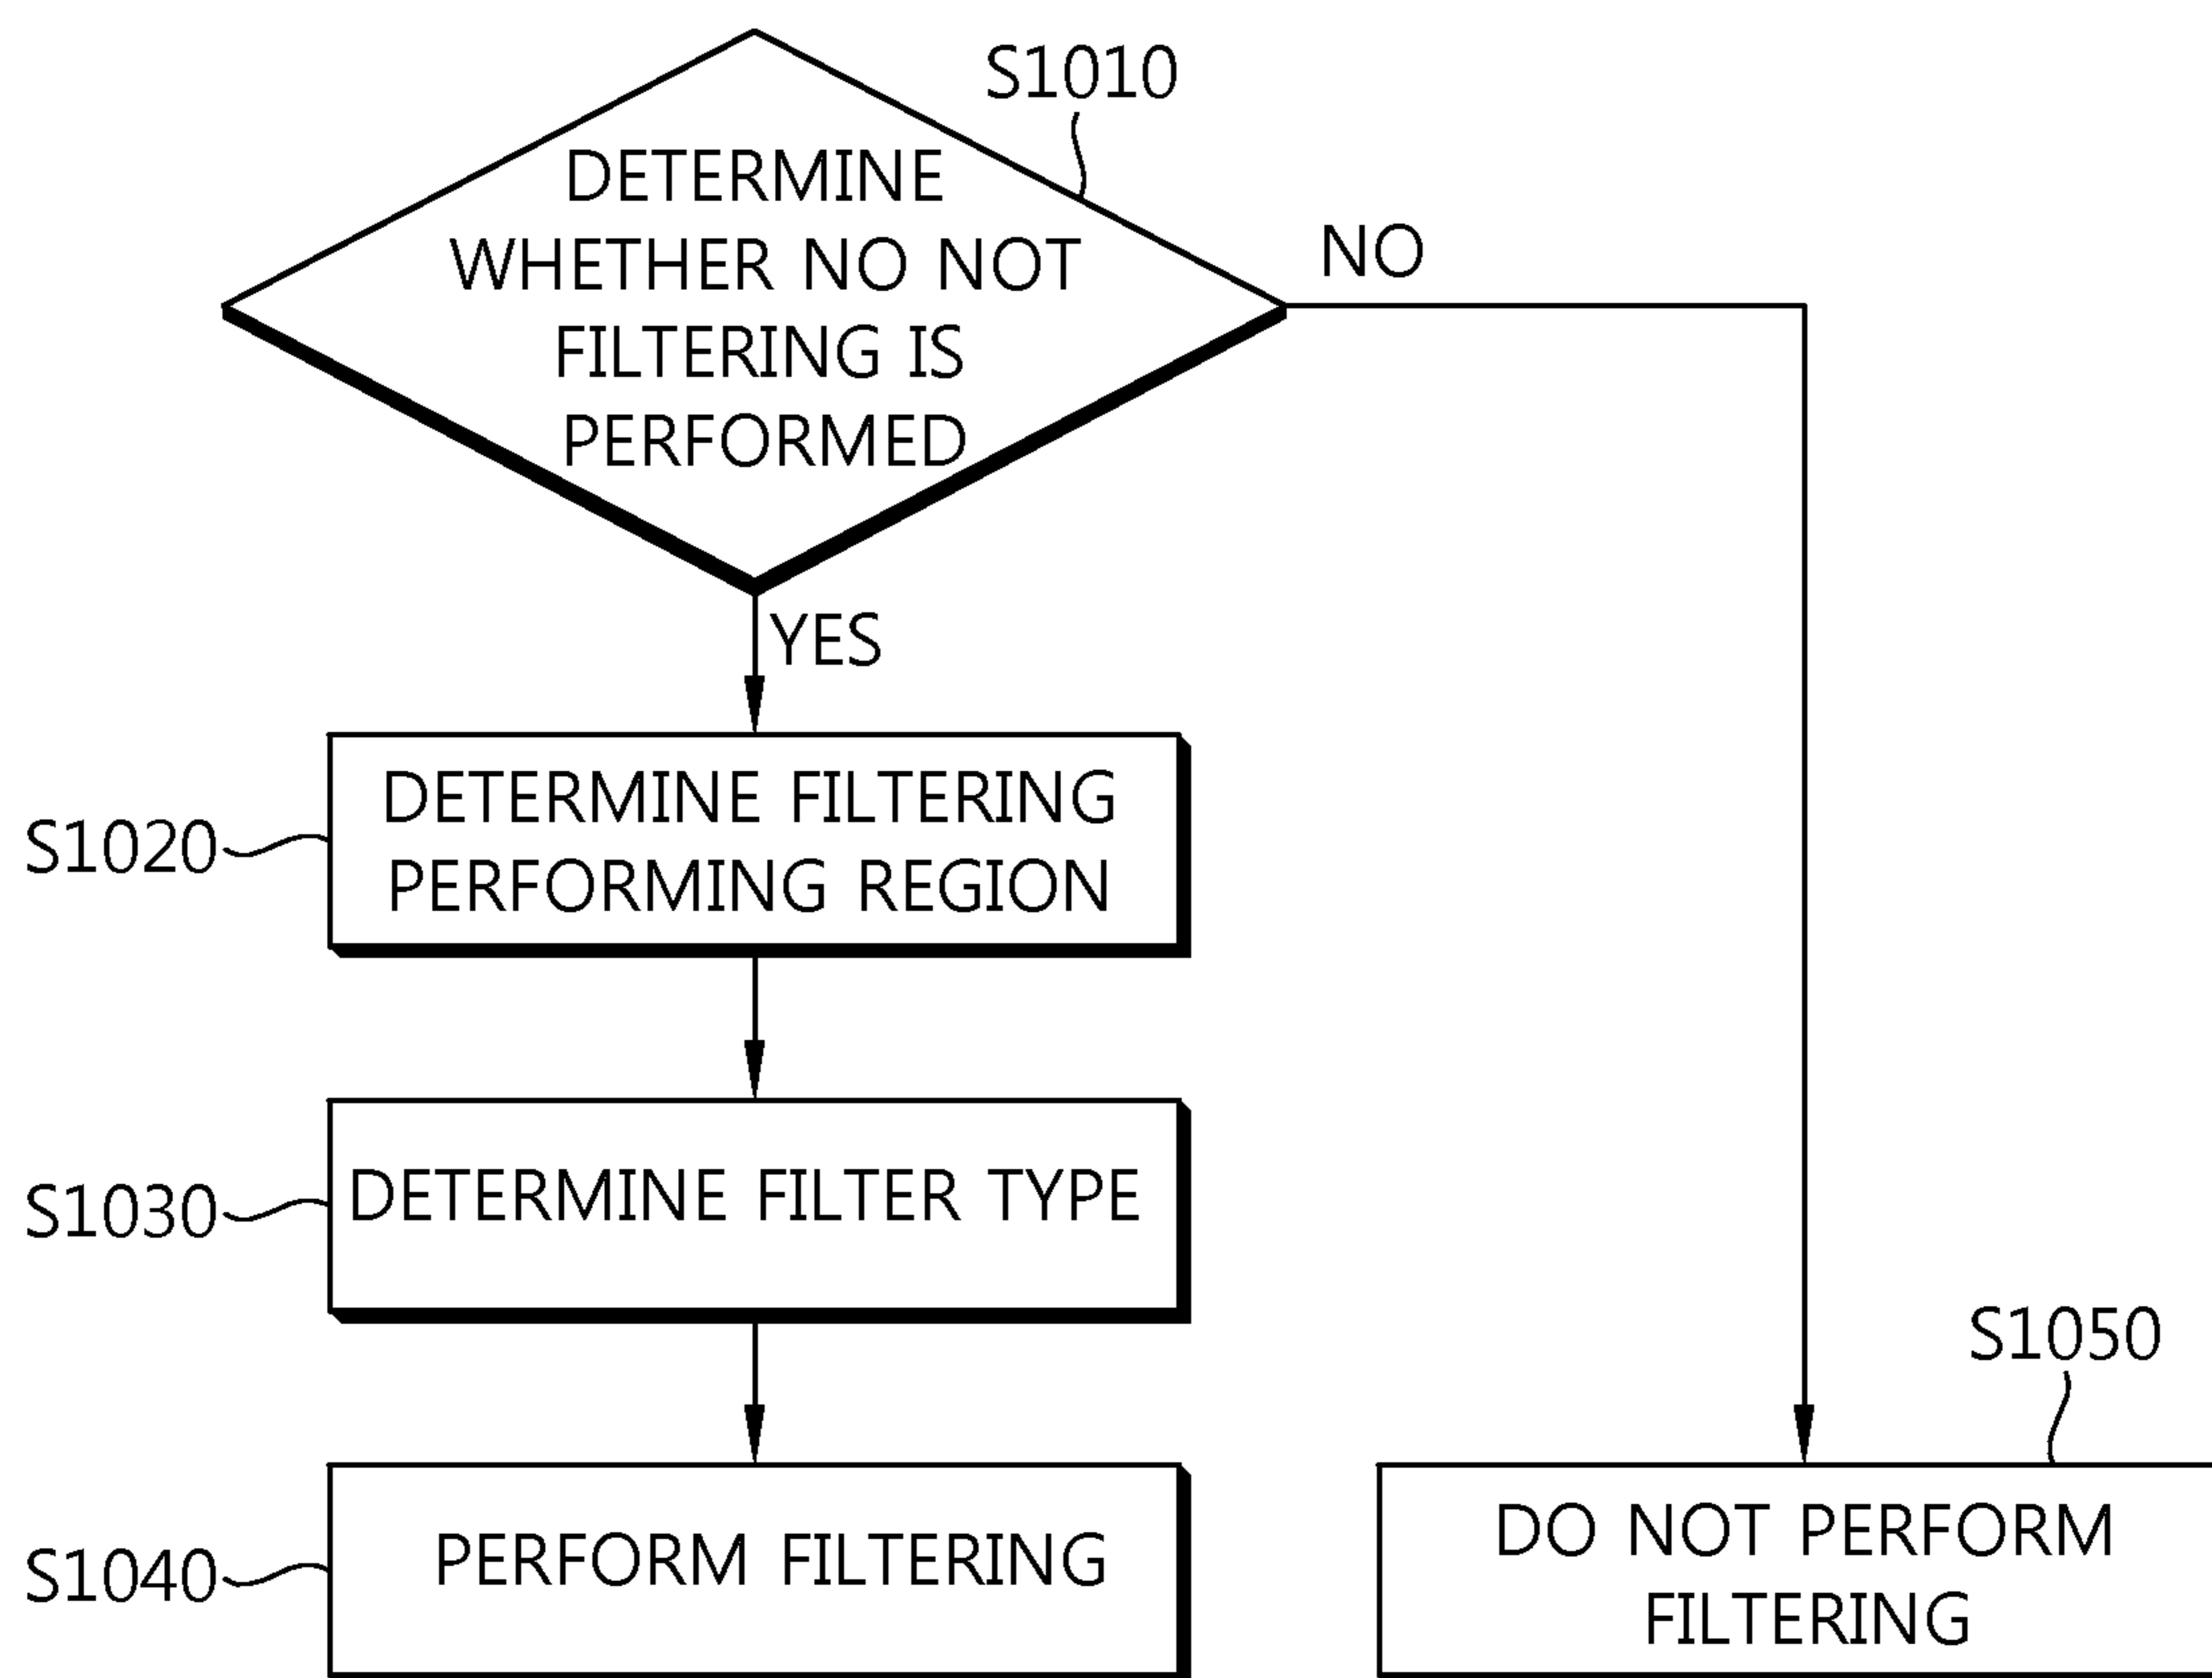 S1010
DETERMINE
WHETHER NO NOT
FILTERING IS
PERFORMED
NO
YES
S1020
DETERMINE FILTERING
PERFORMING REGION
S1030
DETERMINE FILTER TYPE
S1040
PERFORM FILTERING
S1050
DO NOT PERFORM
FILTERING